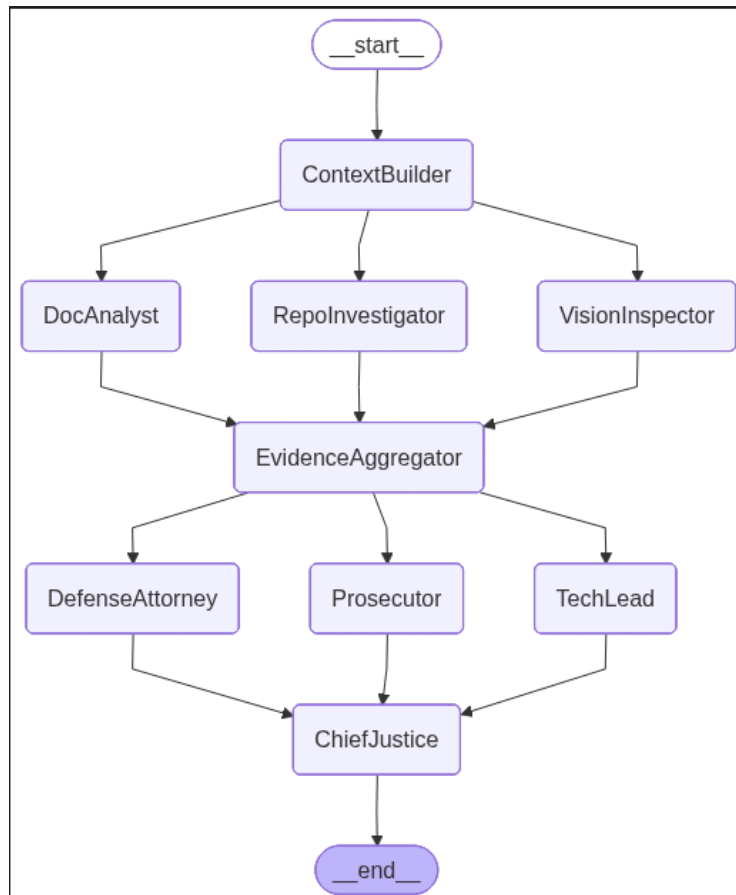 __start__
ContextBuilder
DocAnalyst
RepoInvestigator
VisionInspector
EvidenceAggregator
DefenseAttorney
Prosecutor
TechLead
ChiefJustice
__end__